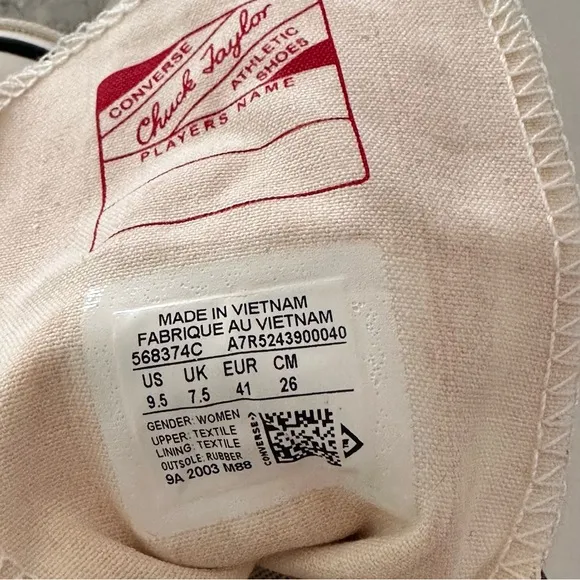 CONVERSE
Chuck Taylor
ATHLETIC
SHOES
PLAYERS NAME
MADE IN VIETNAM
FABRIQUE AU VIETNAM
568374C A7R5243900040
US UK EUR CM
9.5 7.5 41 26
GENDER: WOMEN
UPPER: TEXTILE
LINING: TEXTILE
OUTSOLE: RUBBER
9A 2003 M88
CONVERSE